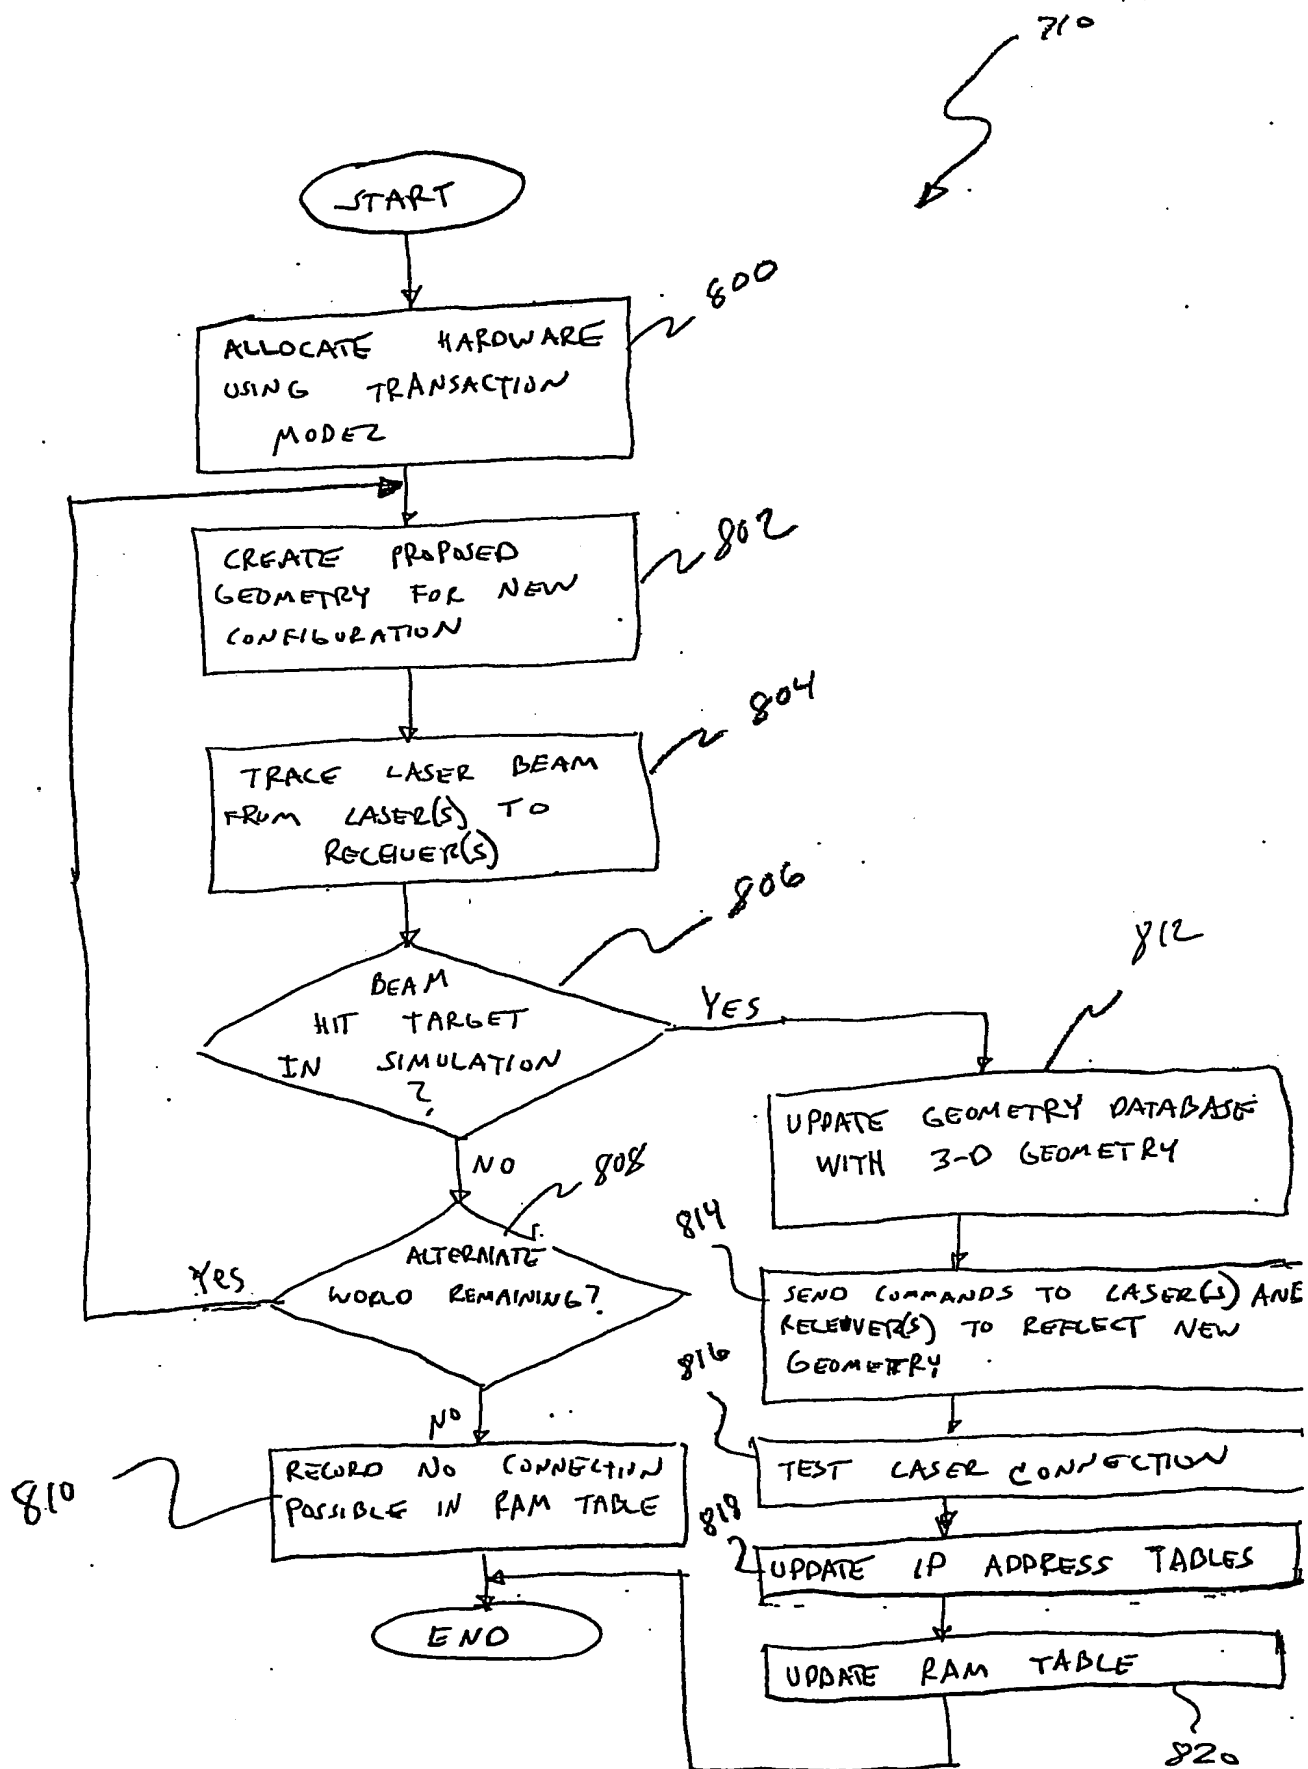 710
START
800
ALLOCATE HARDWARE
USING TRANSACTION
MODEL
802
CREATE PROPOSED
GEOMETRY FOR NEW
CONFIGURATION
804
TRACE LASER BEAM
FROM LASER(S) TO
RECEIVER(S)
806
BEAM
HIT TARGET
IN SIMULATION
?
YES
NO
808
ALTERNATE
WORLD REMAINING?
Yes
NO
810
RECORD NO CONNECTION
POSSIBLE IN RAM TABLE
END
812
UPDATE GEOMETRY DATABASE
WITH 3-D GEOMETRY
814
SEND COMMANDS TO LASER(S) AND
RECEIVER(S) TO REFLECT NEW
GEOMETRY
816
TEST LASER CONNECTION
818
UPDATE IP ADDRESS TABLES
UPDATE RAM TABLE
820